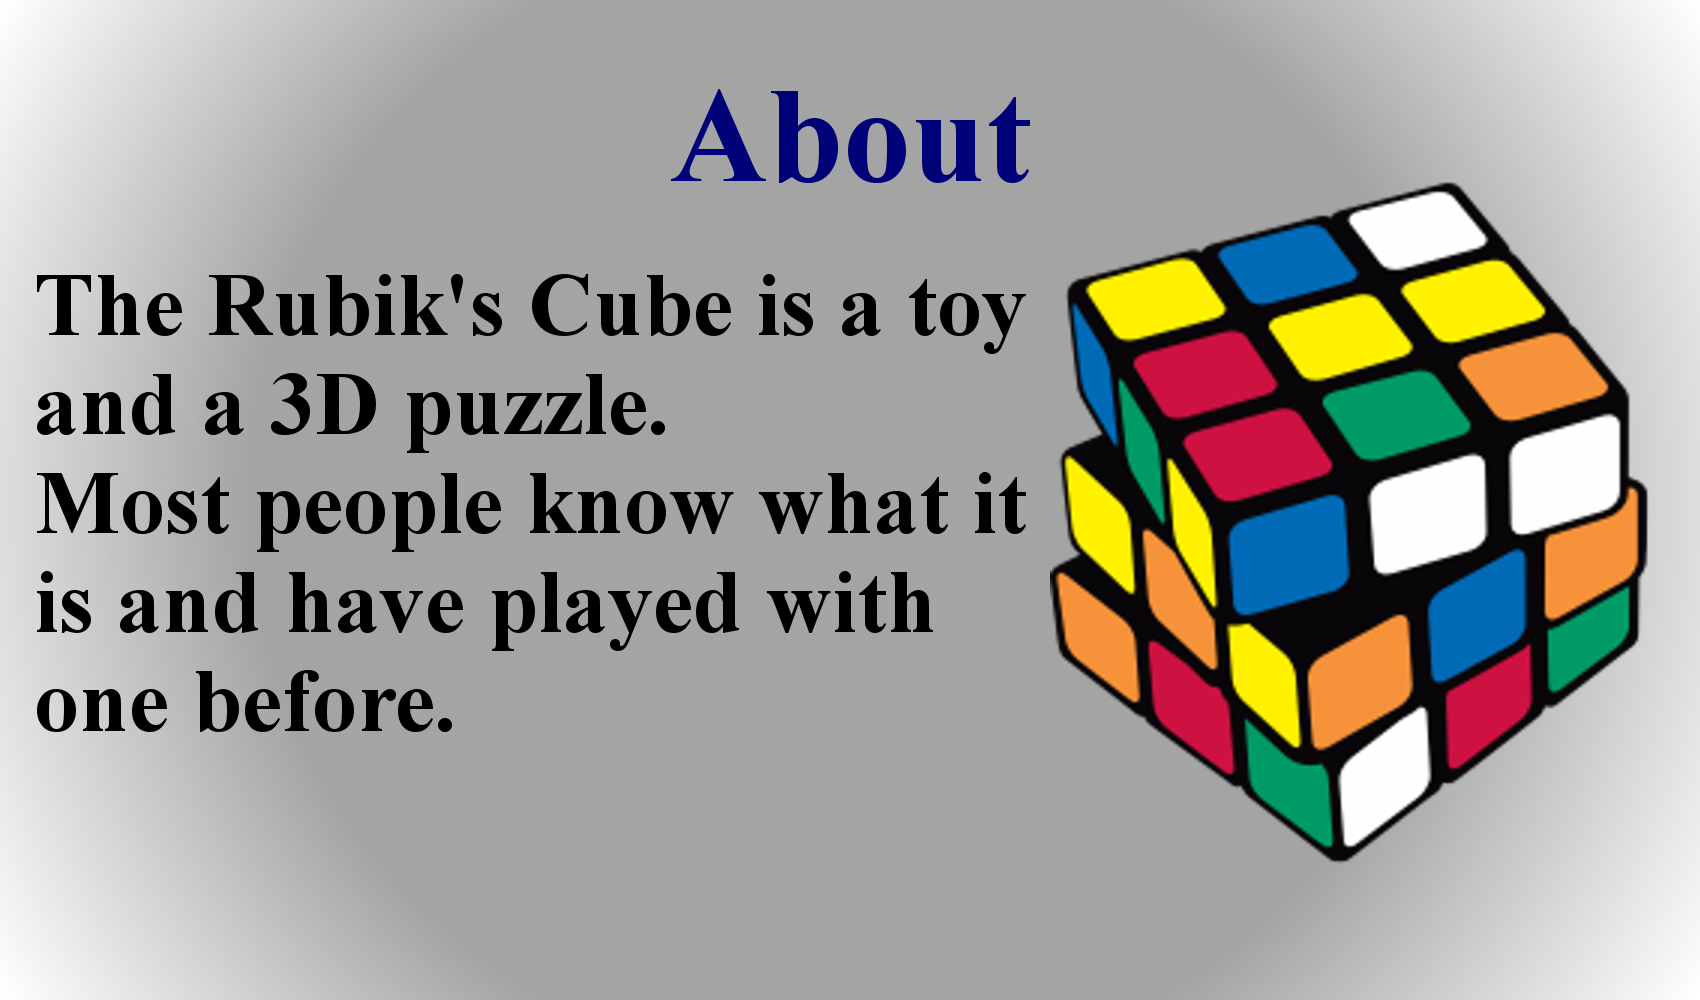 About
The Rubik's Cube is a toy
and a 3D puzzle.
Most people know what it
is and have played with
one before.